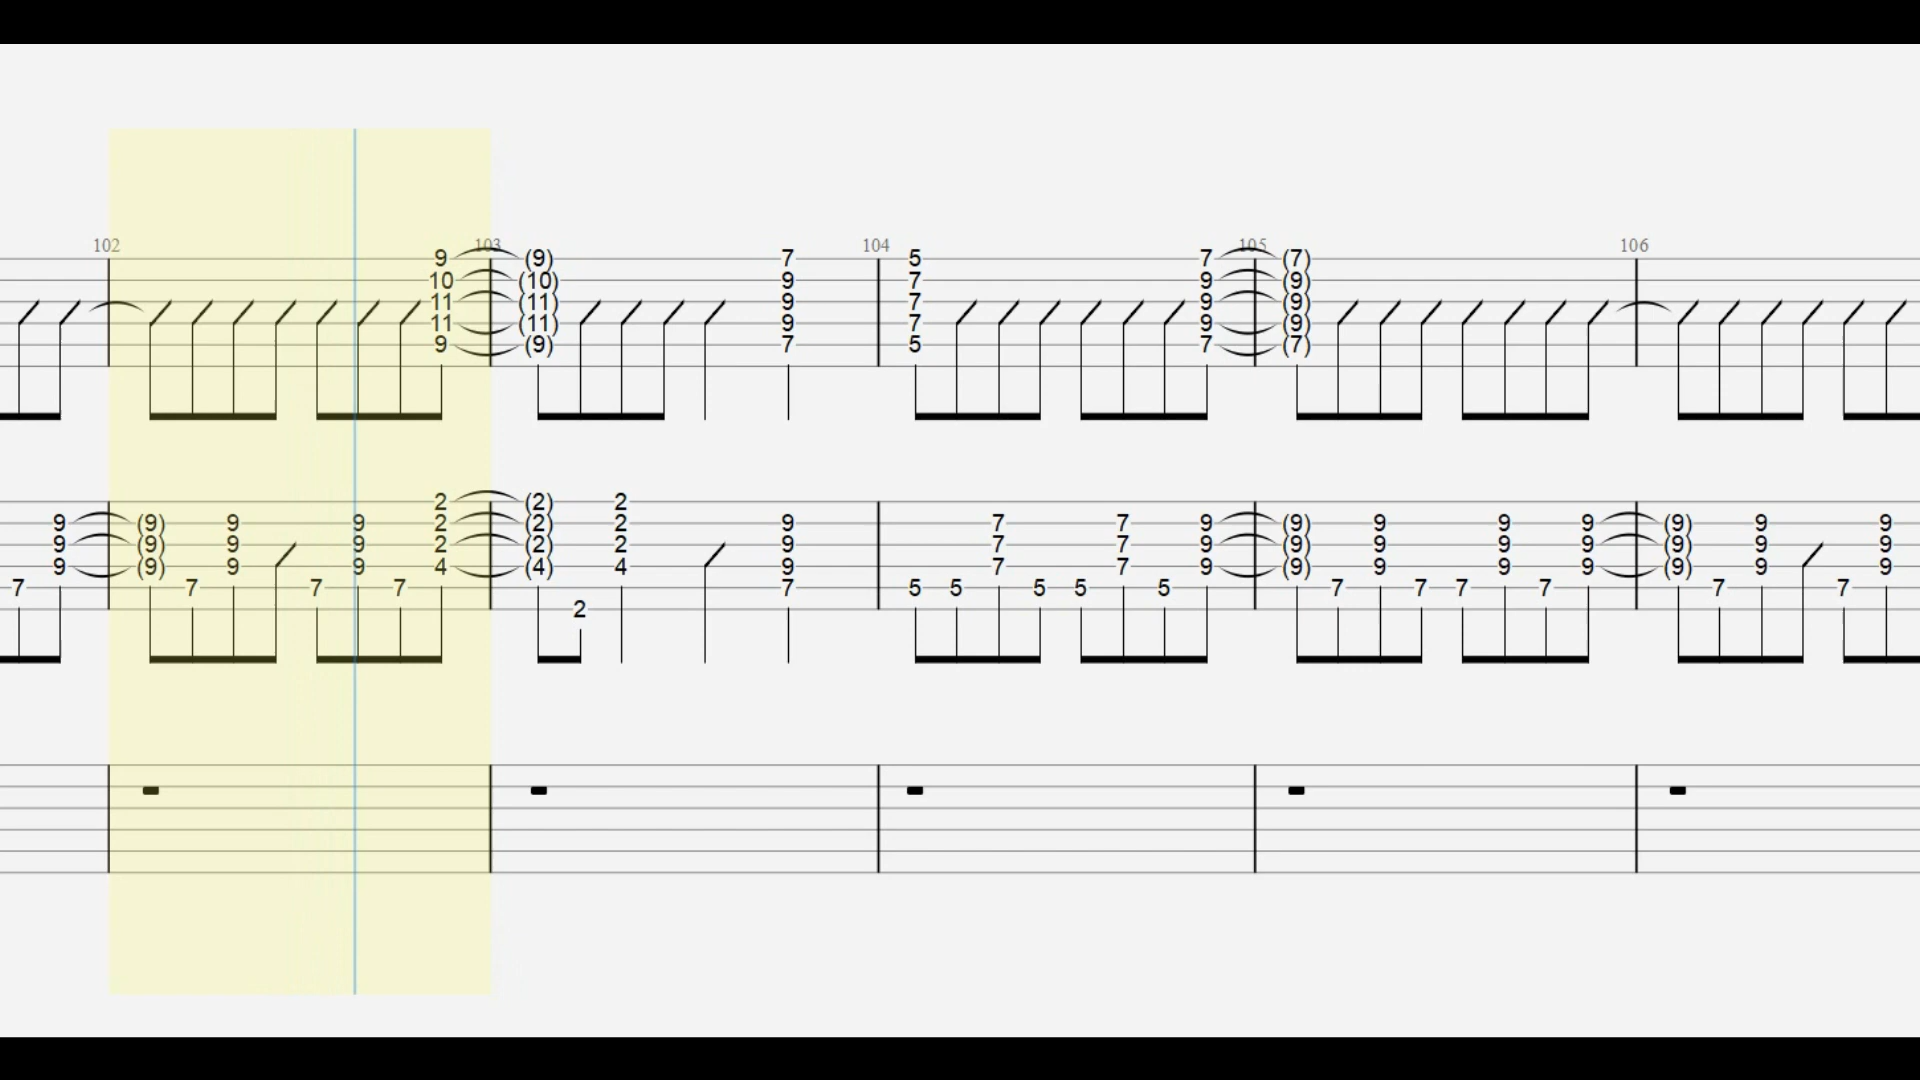 102 103 104 105 106
9 (9) 7 5 7 (7)
10 (10) 9 7 9 (9)
11 (11) 9 7 9 (9)
11 (11) 9 7 9 (9)
9 (9) 7 5 7 (7)
2 (2) 2
9 (9) 9 9 2 (2) 2 9 7 7 9 (9) 9 9 9 (9) 9 9
9 (9) 9 9 2 (2) 2 9 7 7 9 (9) 9 9 9 (9) 9 9
9 (9) 9 9 4 (4) 4 9 7 7 9 (9) 9 9 9 (9) 9 9
7 7 7 7 7 5 5 5 5 5 7 7 7 7 7 7
2